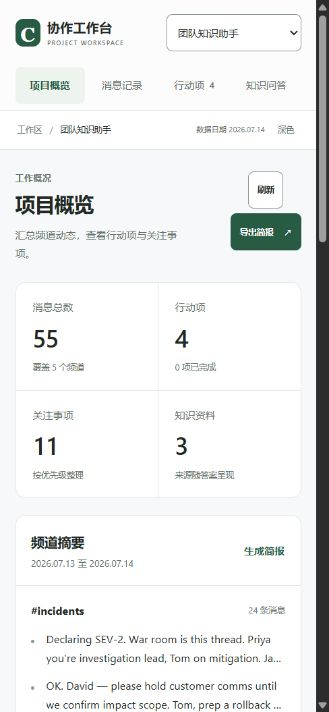 C
协作工作台
PROJECT WORKSPACE
团队知识助手
项目概览
消息记录
行动项 4
知识问答
工作区 / 团队知识助手
数据日期 2026.07.14
深色
工作概况
项目概览
汇总频道动态，查看行动项与关注事
项。
刷新
导出简报 ↗
消息总数
55
覆盖 5 个频道
行动项
4
0 项已完成
关注事项
11
按优先级整理
知识资料
3
来源随答案呈现
频道摘要
2026.07.13 至 2026.07.14
生成简报
#incidents
24 条消息
Declaring SEV-2. War room is this thread. Priya
you're investigation lead, Tom on mitigation. Ja...
OK. David — please hold customer comms until
we confirm impact scope. Tom, prep a rollback ...